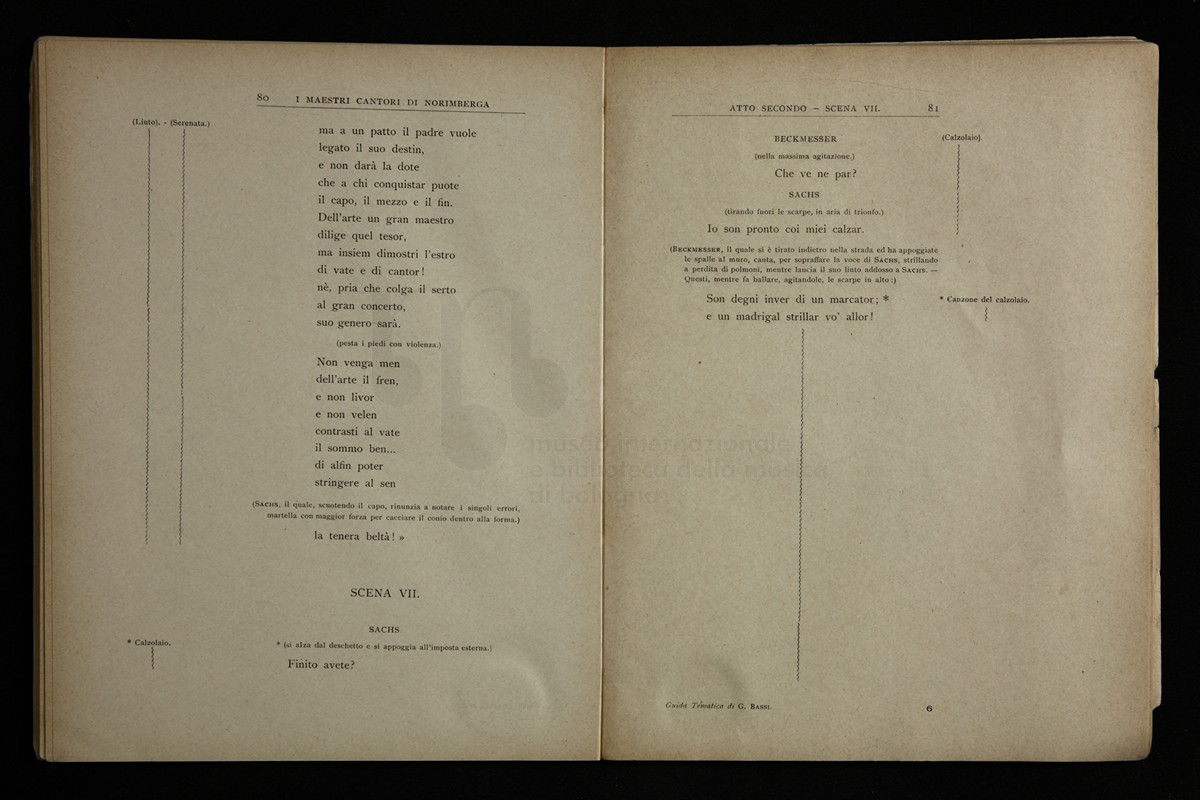 80 I MAESTRI CANTORI DI NORIMBERGA
(Liuto). - (Serenata.)
ma a un patto il padre vuole
legato il suo destin,
e non darà la dote
che a chi conquistar puote
il capo, il mezzo e il fin.
Dell'arte un gran maestro
dilige quel tesor,
ma insiem dimostri l'estro
di vate e di cantor!
nè, pria che colga il serto
al gran concerto,
suo genero sarà.
(pesta i piedi con violenza.)
Non venga men
dell'arte il fren,
e non livor
e non velen
contrasti al vate
il sommo ben...
di alfin poter
stringere al sen
(SACHS, il quale, scuotendo il capo, rinunzia a notare i singoli errori,
martella con maggior forza per cacciare il conio dentro alla forma.)
la tenera beltà! »
SCENA VII.
SACHS
* Calzolaio.
* (si alza dal deschetto e si appoggia all'imposta esterna.)
Finito avete?
ATTO SECONDO — SCENA VII. 81
BECKMESSER
(Calzolaio).
(nella massima agitazione.)
Che ve ne par?
SACHS
(tirando fuori le scarpe, in aria di trionfo.)
Io son pronto coi miei calzar.
(BECKMESSER, il quale si è tirato indietro nella strada ed ha appoggiate
le spalle al muro, canta, per sopraffare la voce di SACHS, strillando
a perdita di polmoni, mentre lancia il suo liuto addosso a SACHS. —
Questi, mentre fa ballare, agitandole, le scarpe in alto:)
Son degni inver di un marcator; *
* Canzone del calzolaio.
e un madrigal strillar vo' allor!
museo internazionale
e biblioteca della musica
di bologna
Guida Tematica di G. BASSI.
6